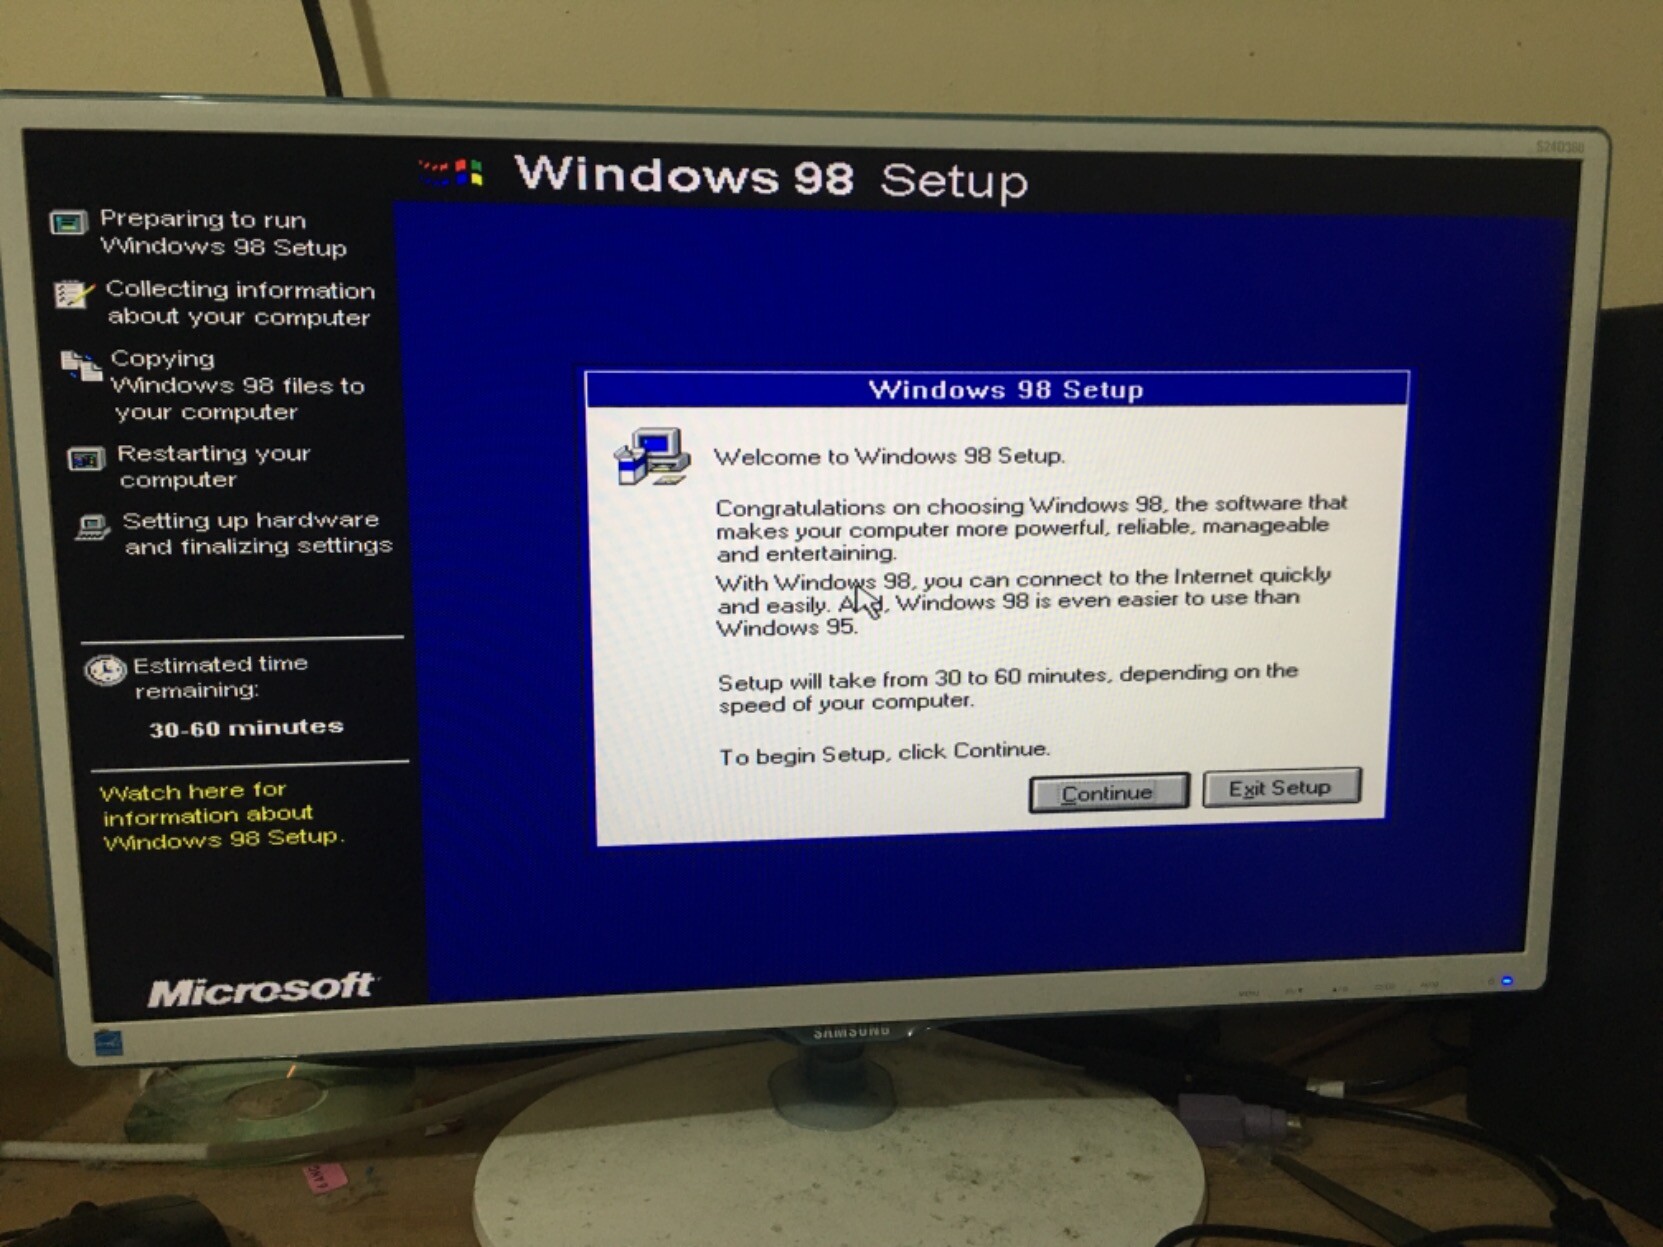 S24D360
Windows 98 Setup
Preparing to run
Windows 98 Setup
Collecting information
about your computer
Copying
Windows 98 files to
your computer
Restarting your
computer
Setting up hardware
and finalizing settings
Estimated time
remaining:
30-60 minutes
Watch here for
information about
Windows 98 Setup.
Microsoft
Windows 98 Setup
Welcome to Windows 98 Setup.
Congratulations on choosing Windows 98, the software that
makes your computer more powerful, reliable, manageable
and entertaining.
With Windows 98, you can connect to the Internet quickly
and easily. And, Windows 98 is even easier to use than
Windows 95.
Setup will take from 30 to 60 minutes, depending on the
speed of your computer.
To begin Setup, click Continue.
Continue
Exit Setup
MENU
SAMSUNG